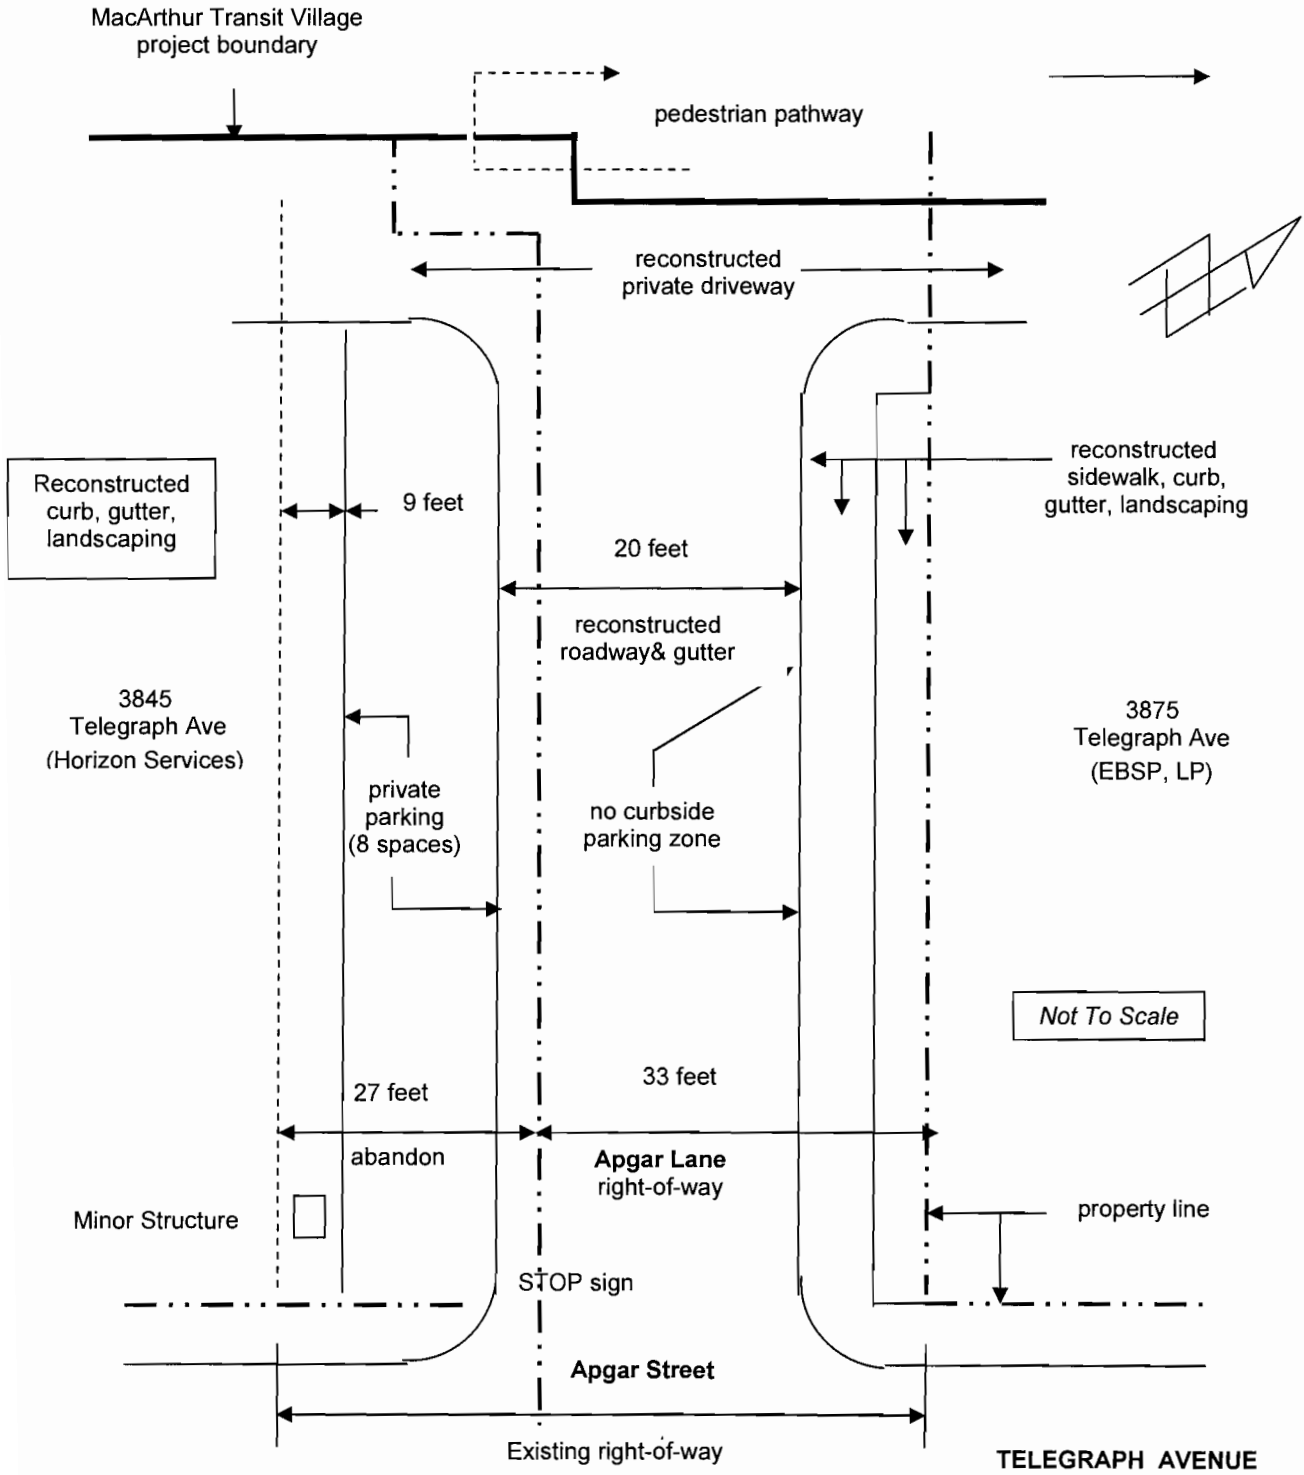 MacArthur Transit Village
project boundary
pedestrian pathway
reconstructed
private driveway
Reconstructed
curb, gutter,
landscaping
9 feet
20 feet
reconstructed
roadway& gutter
reconstructed
sidewalk, curb,
gutter, landscaping
3845
Telegraph Ave
(Horizon Services)
private
parking
(8 spaces)
no curbside
parking zone
3875
Telegraph Ave
(EBSP, LP)
Not To Scale
27 feet
abandon
33 feet
Apgar Lane
right-of-way
Minor Structure
property line
STOP sign
Apgar Street
Existing right-of-way
TELEGRAPH AVENUE